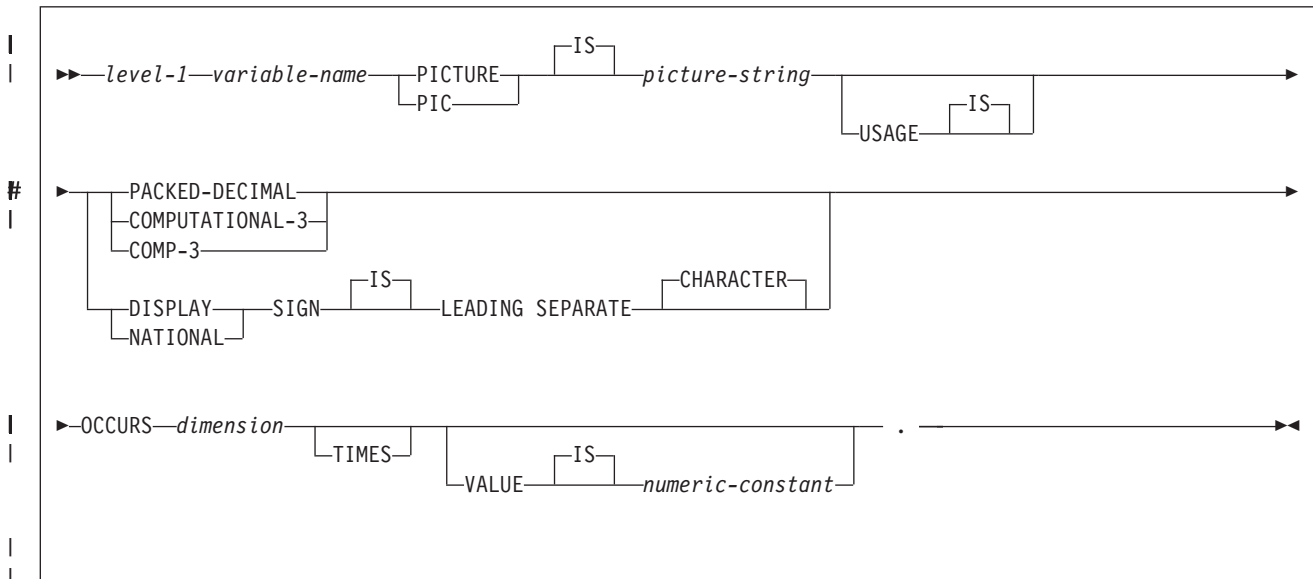 IS
level-1 variable-name PICTURE picture-string
PIC
IS
USAGE
# PACKED-DECIMAL
COMPUTATIONAL-3
COMP-3
IS CHARACTER
DISPLAY SIGN LEADING SEPARATE
NATIONAL
OCCURS dimension .
TIMES
IS
VALUE numeric-constant